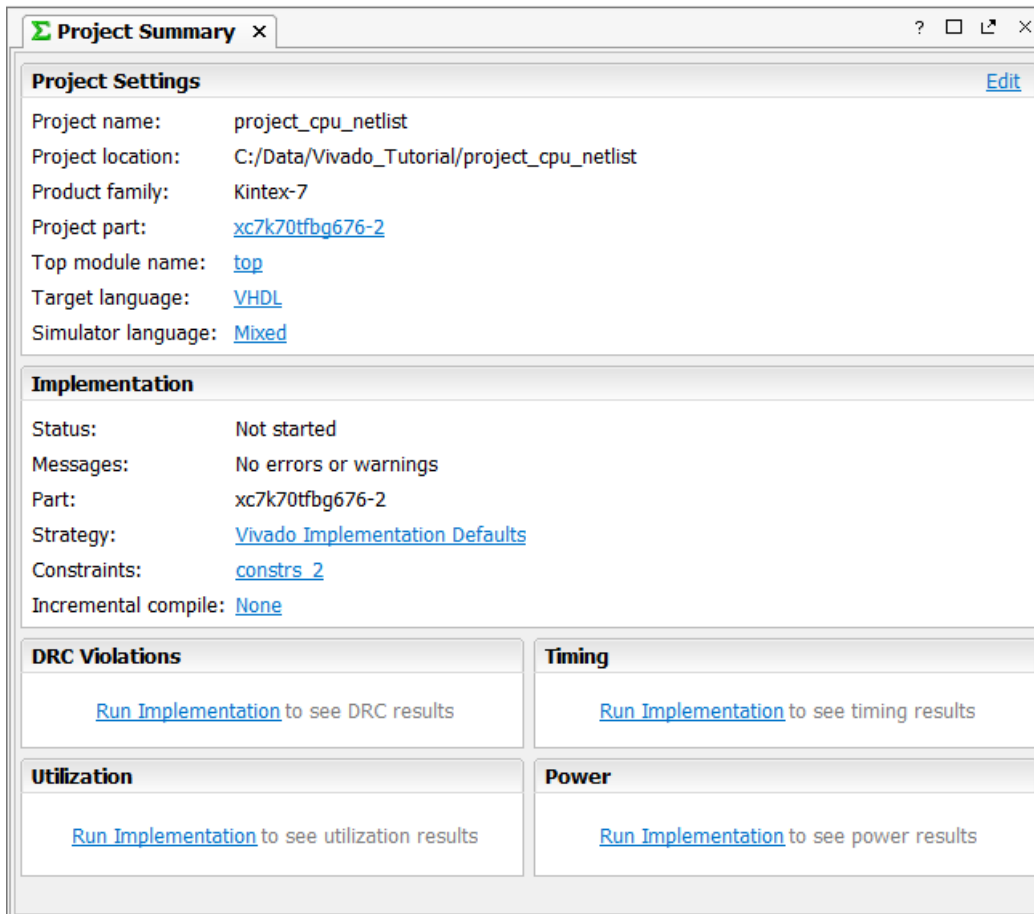 Σ Project Summary ×
?
Project Settings Edit
Project name: project_cpu_netlist
Project location: C:/Data/Vivado_Tutorial/project_cpu_netlist
Product family: Kintex-7
Project part: xc7k70tfbg676-2
Top module name: top
Target language: VHDL
Simulator language: Mixed
Implementation
Status: Not started
Messages: No errors or warnings
Part: xc7k70tfbg676-2
Strategy: Vivado Implementation Defaults
Constraints: constrs_2
Incremental compile: None
DRC Violations
Run Implementation to see DRC results
Timing
Run Implementation to see timing results
Utilization
Run Implementation to see utilization results
Power
Run Implementation to see power results